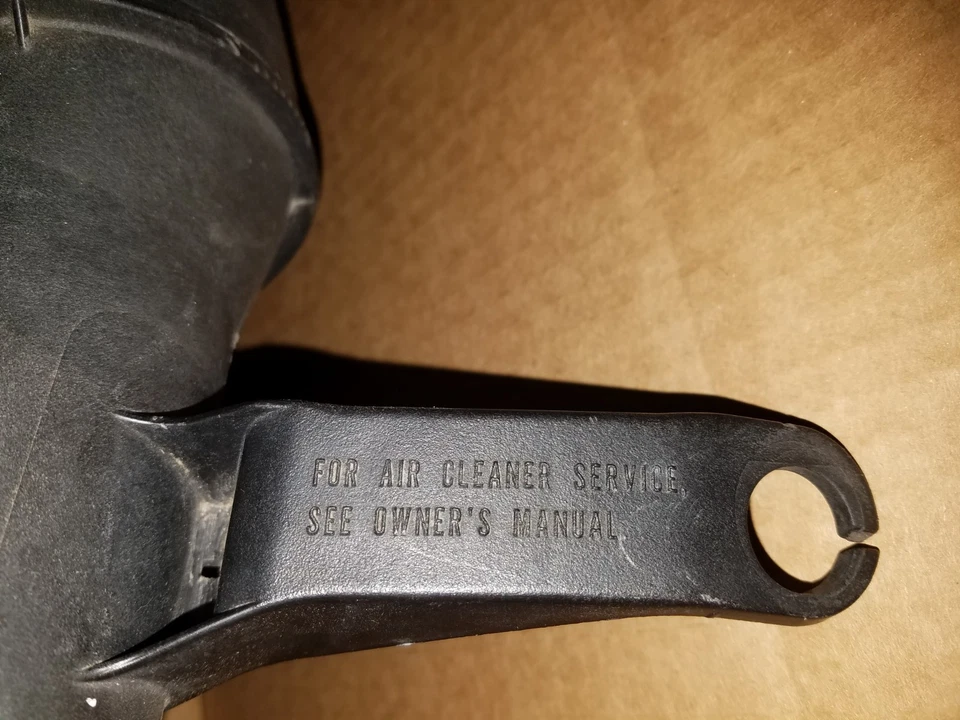 FOR AIR CLEANER SERVICE,
SEE OWNER'S MANUAL